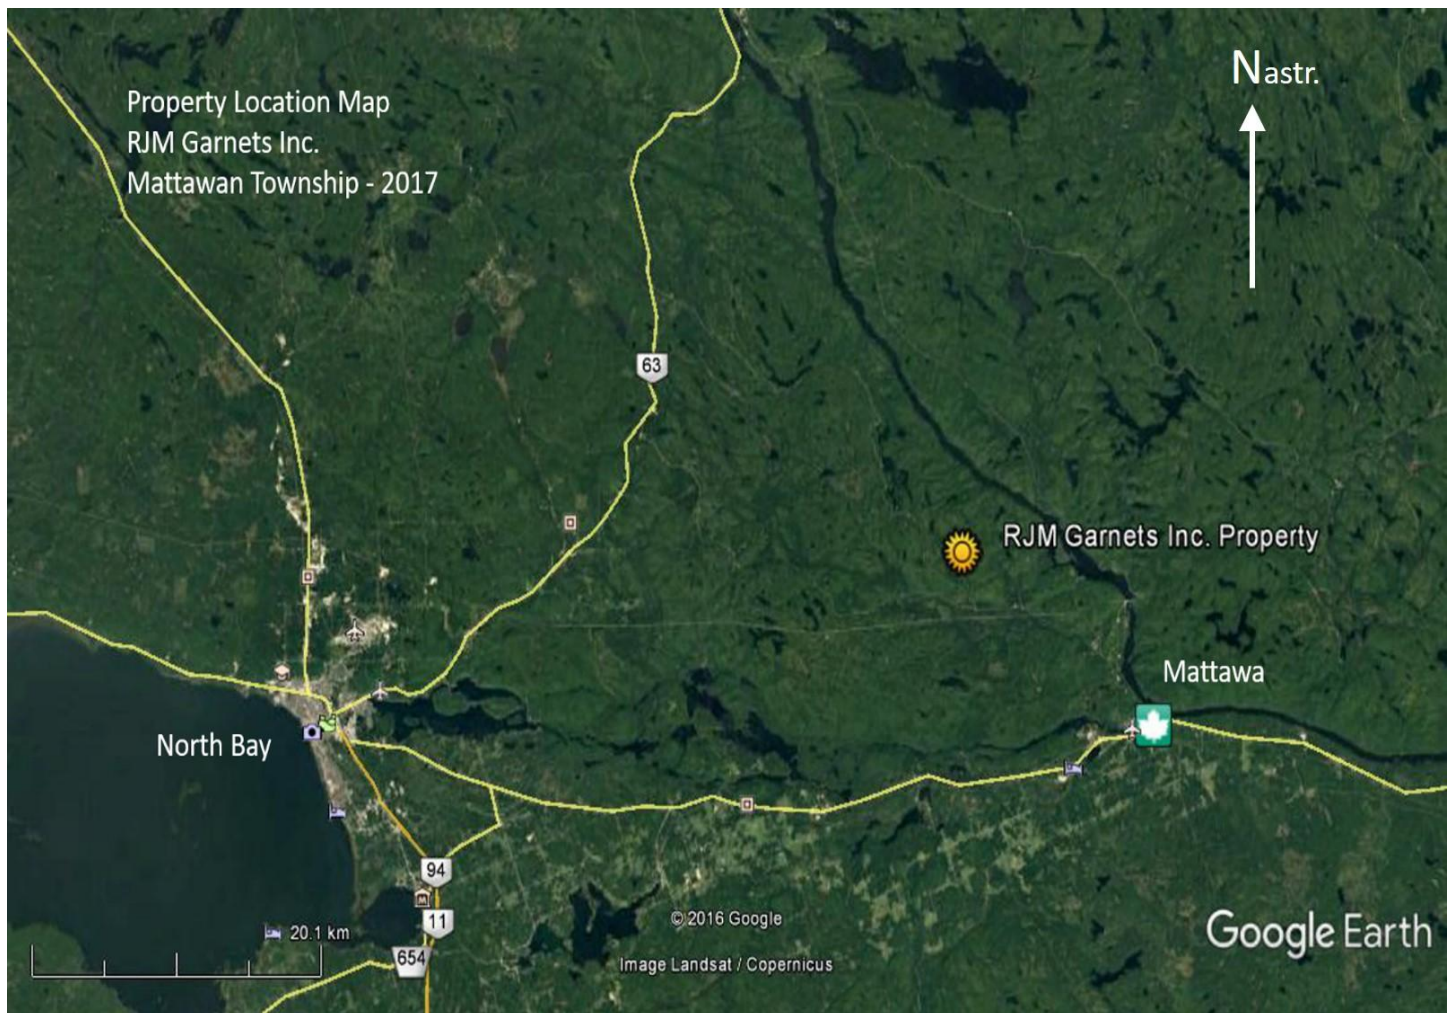 Property Location Map
RJM Garnets Inc.
Mattawan Township - 2017
Nastr.
63
RJM Garnets Inc. Property
Mattawa
North Bay
94
11
654
20.1 km
© 2016 Google
Image Landsat / Copernicus
Google Earth